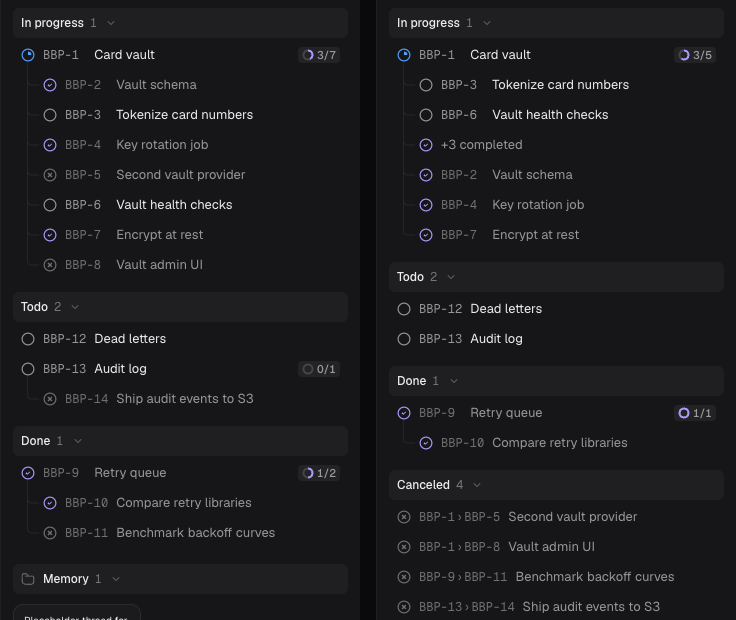 In progress 1
BBP-1 Card vault 3/7
BBP-2 Vault schema
BBP-3 Tokenize card numbers
BBP-4 Key rotation job
BBP-5 Second vault provider
BBP-6 Vault health checks
BBP-7 Encrypt at rest
BBP-8 Vault admin UI
Todo 2
BBP-12 Dead letters
BBP-13 Audit log 0/1
BBP-14 Ship audit events to S3
Done 1
BBP-9 Retry queue 1/2
BBP-10 Compare retry libraries
BBP-11 Benchmark backoff curves
Memory 1
Placeholder thread for
In progress 1
BBP-1 Card vault 3/5
BBP-3 Tokenize card numbers
BBP-6 Vault health checks
+3 completed
BBP-2 Vault schema
BBP-4 Key rotation job
BBP-7 Encrypt at rest
Todo 2
BBP-12 Dead letters
BBP-13 Audit log
Done 1
BBP-9 Retry queue 1/1
BBP-10 Compare retry libraries
Canceled 4
BBP-1 › BBP-5 Second vault provider
BBP-1 › BBP-8 Vault admin UI
BBP-9 › BBP-11 Benchmark backoff curves
BBP-13 › BBP-14 Ship audit events to S3